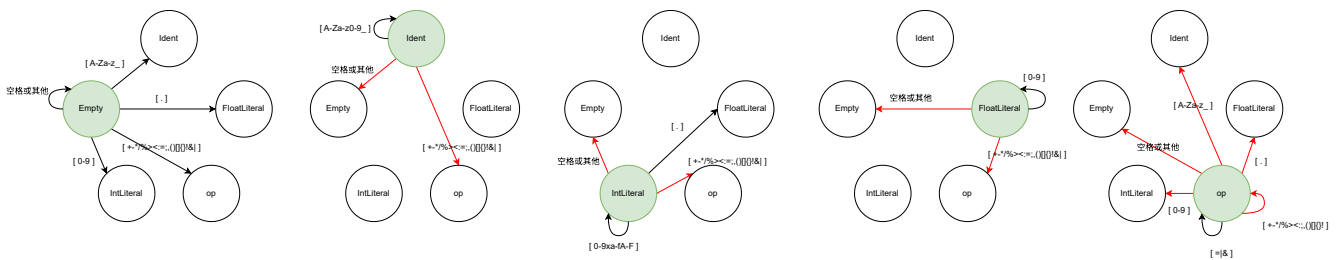 Ident
[ A-Za-z_ ]
空格或其他
Empty
[ . ]
FloatLiteral
[ +-*/%><:=;,()[]{}!&| ]
[ 0-9 ]
IntLiteral
op
[ A-Za-z0-9_ ]
Ident
空格或其他
Empty
FloatLiteral
[ +-*/%><:=;,()[]{}!&| ]
IntLiteral
op
Ident
Empty
FloatLiteral
[ . ]
空格或其他
[ +-*/%><:=;,()[]{}!&| ]
IntLiteral
op
[ 0-9xa-fA-F ]
Ident
[ 0-9 ]
空格或其他
Empty
FloatLiteral
[ +-*/%><:=;,()[]{}!&| ]
IntLiteral
op
Ident
[ A-Za-z_ ]
Empty
FloatLiteral
空格或其他
[ . ]
IntLiteral
op
[ 0-9 ]
[ +-*/%><:;,()[]{}! ]
[ =|& ]